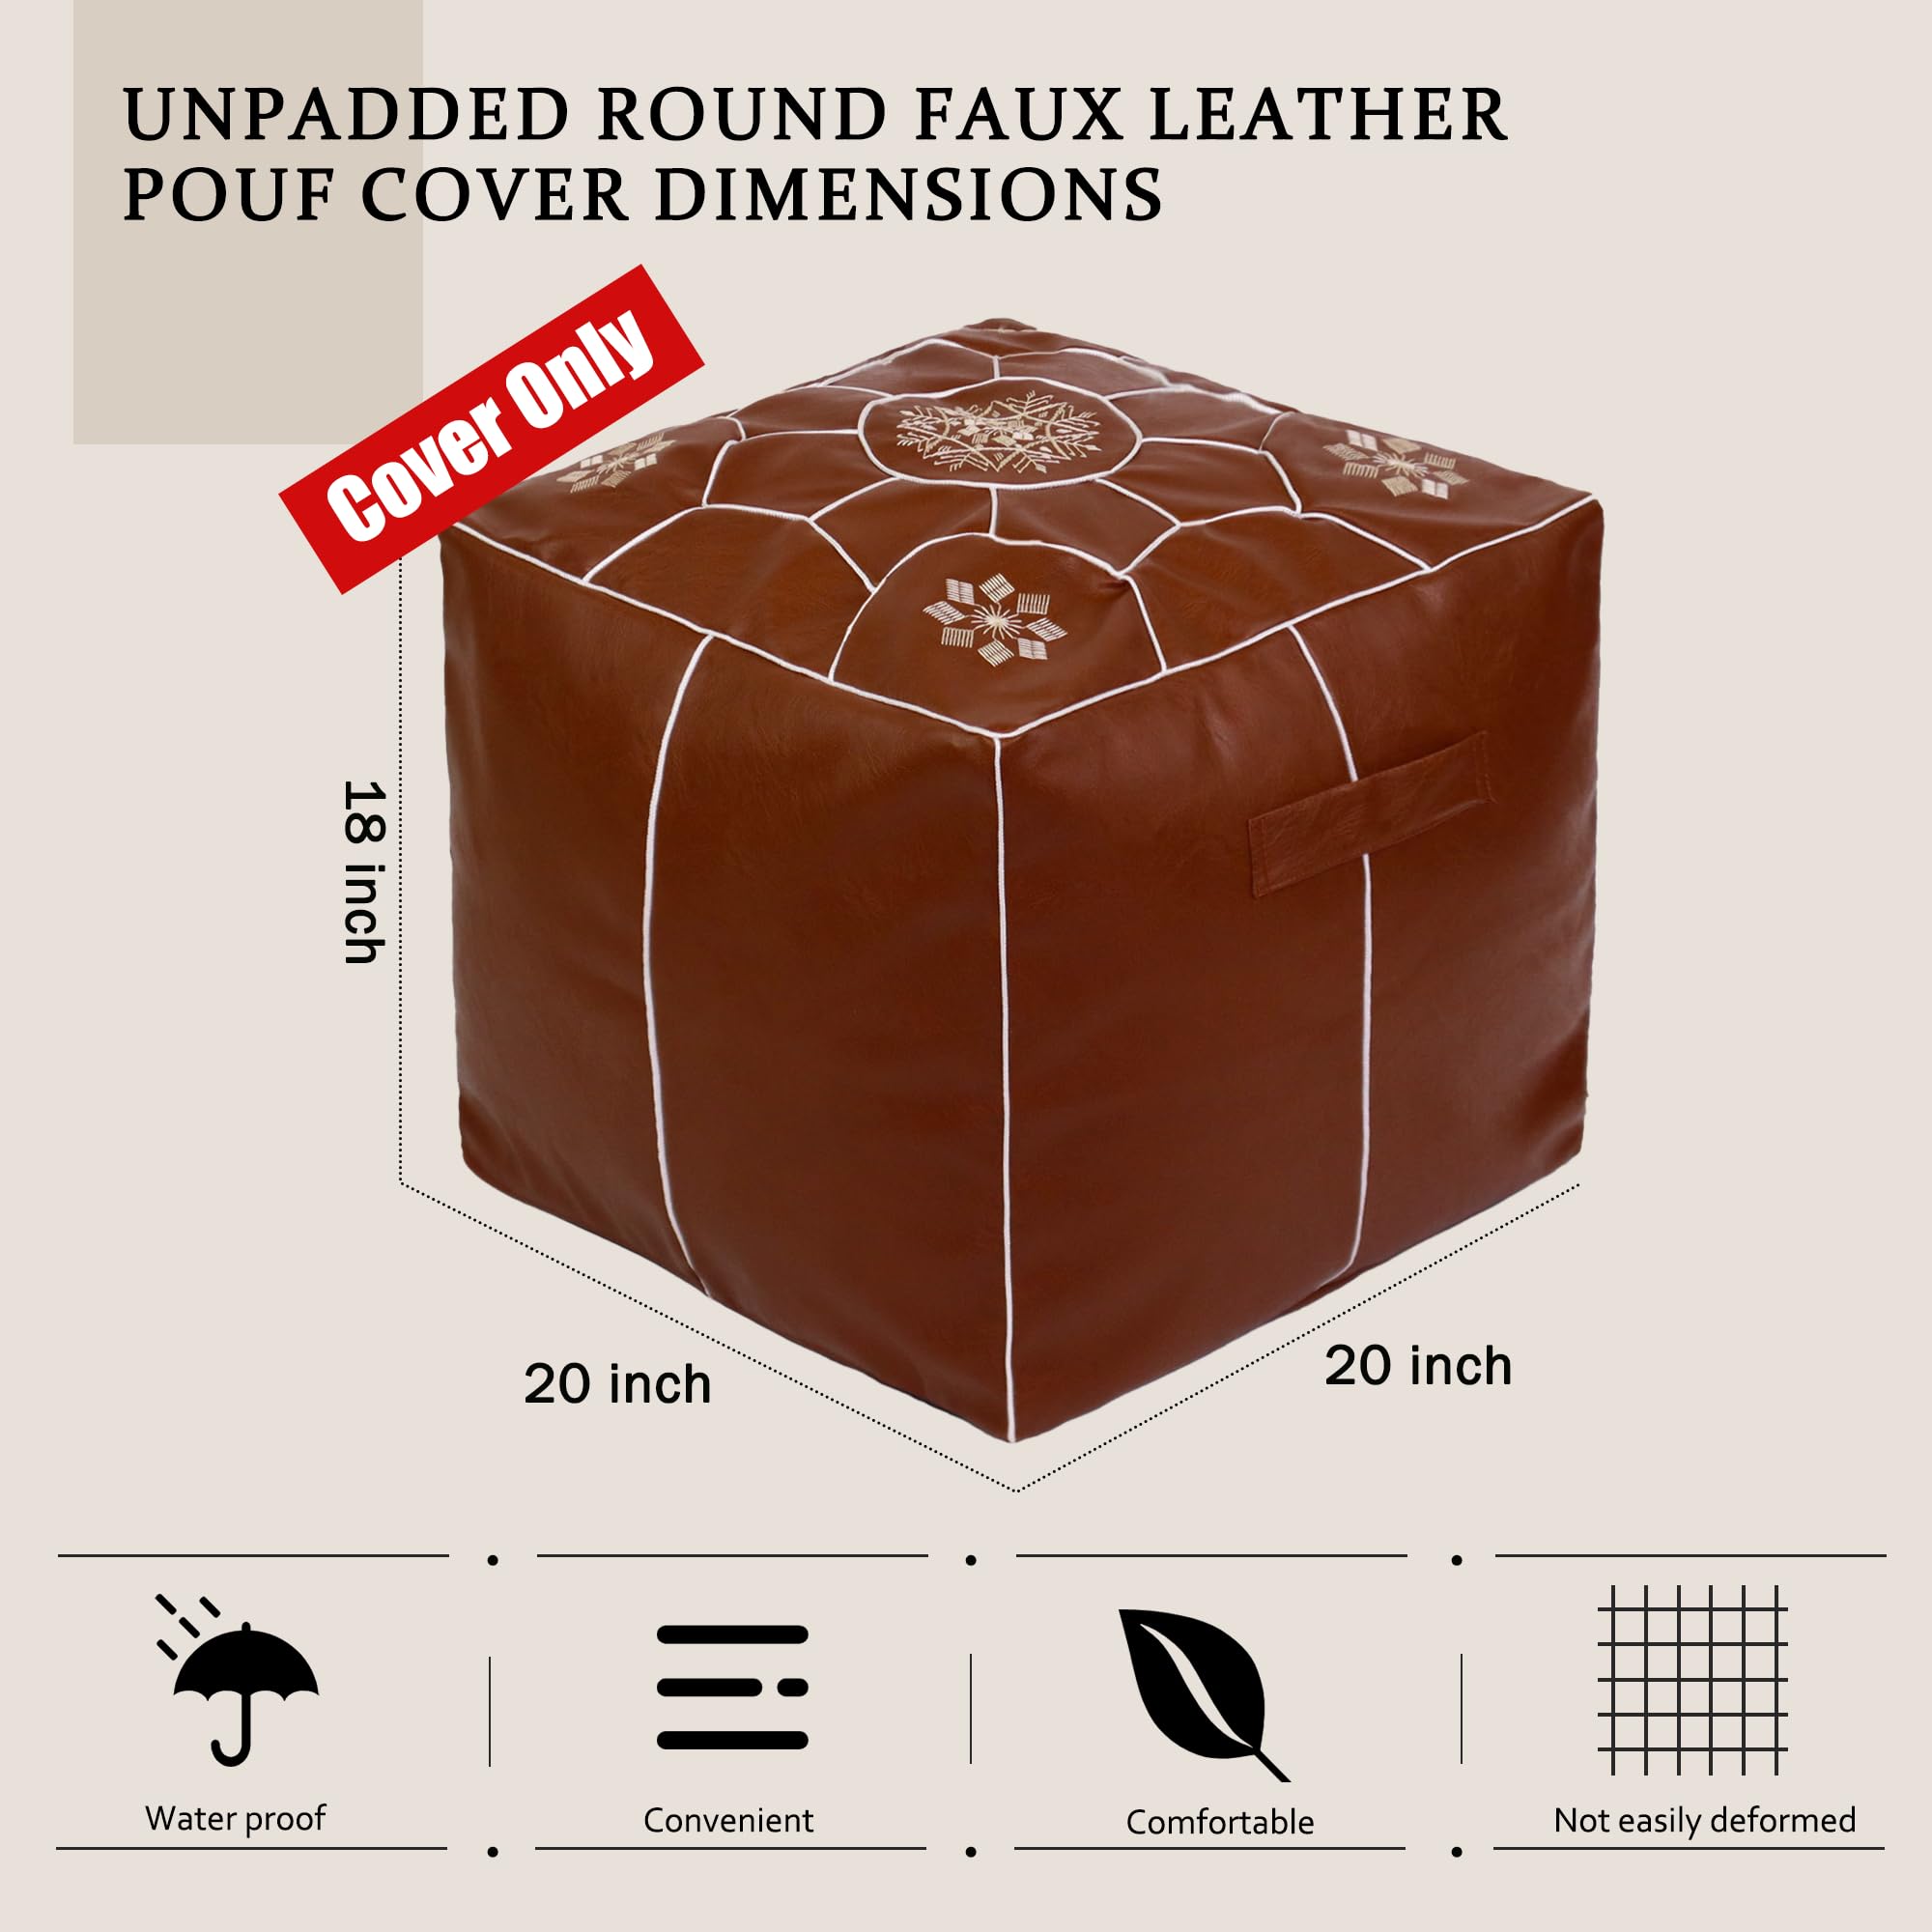 UNPADDED ROUND FAUX LEATHER
POUF COVER DIMENSIONS
Cover Only
18 inch
20 inch
20 inch
Water proof
Convenient
Comfortable
Not easily deformed